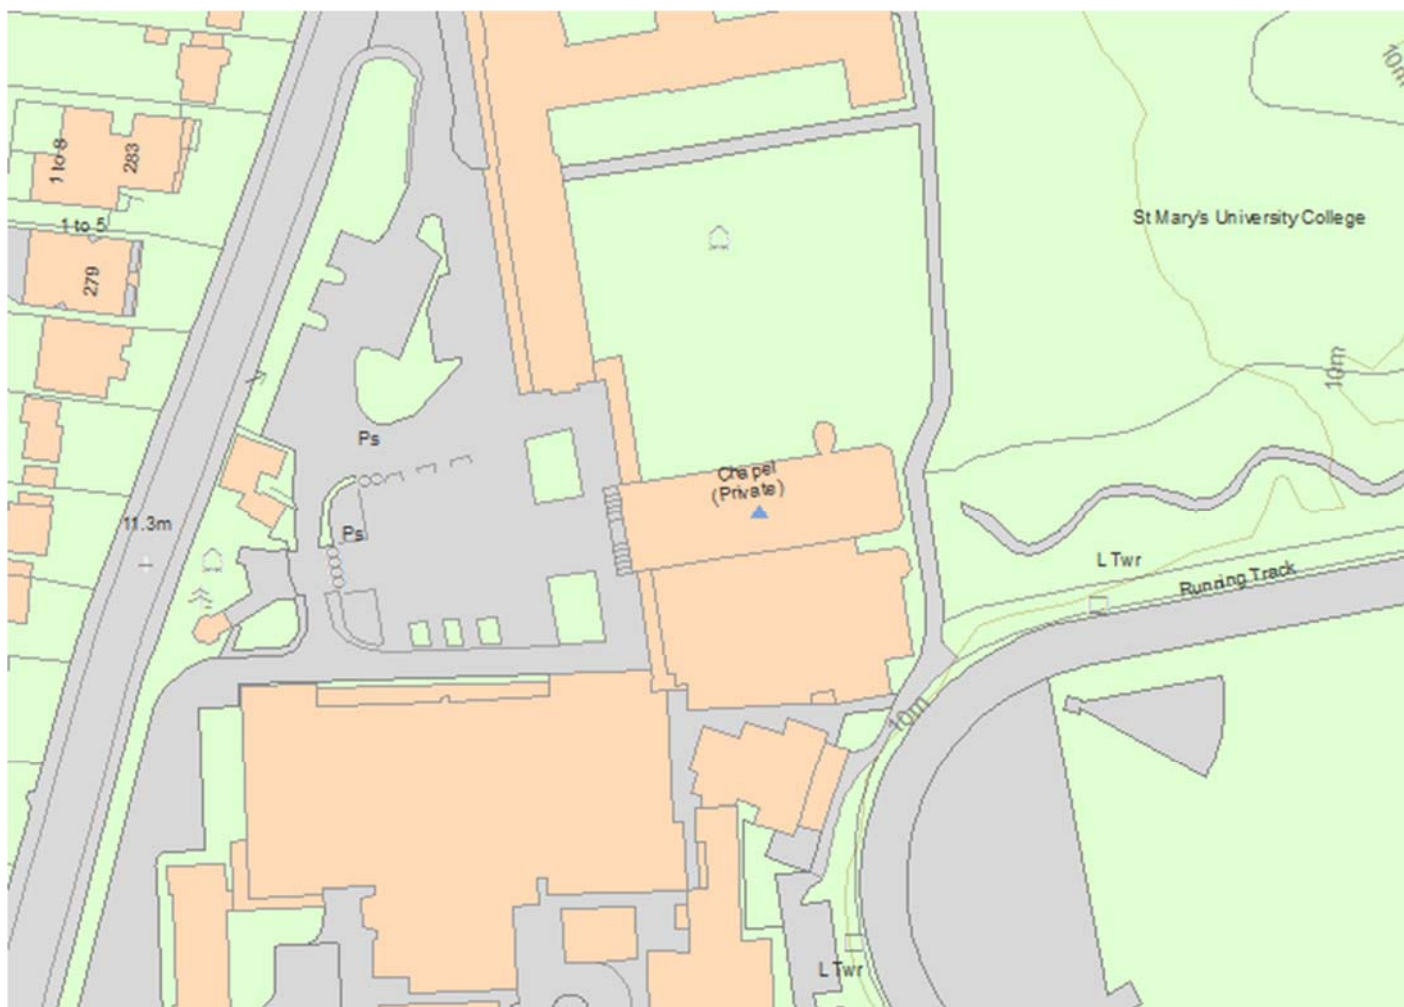 10m
1 to 8
283
St Mary's University College
1 to 5
279
10m
Ps
Chapel
(Private)
11.3m
Ps
L Twr
Running Track
10m
L Twr